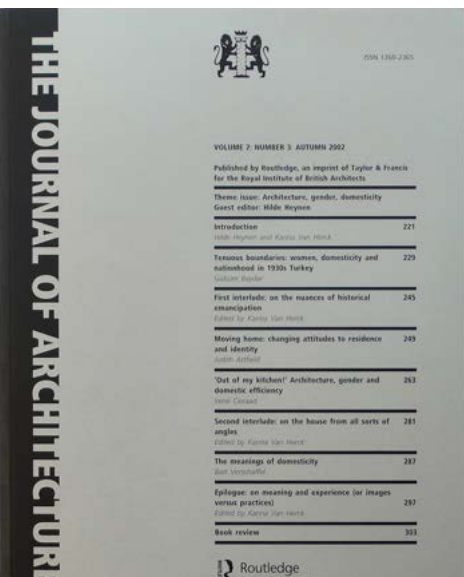 THE JOURNAL OF ARCHITECTURE
ISSN 1360-2365
VOLUME 7: NUMBER 3: AUTUMN 2002
Published by Routledge, an imprint of Taylor & Francis
for the Royal Institute of British Architects
Theme issue: Architecture, gender, domesticity
Guest editor: Hilde Heynen
Introduction 221
Hilde Heynen and Karina Van Herck
Tenuous boundaries: women, domesticity and 229
nationhood in 1930s Turkey
First interlude: on the nuances of historical 245
emancipation
Edited by Karina Van Herck
Moving home: changing attitudes to residence 249
and identity
Judith Attfield
'Out of my kitchen!' Architecture, gender and 263
domestic efficiency
Irene Cieraad
Second interlude: on the house from all sorts of 281
angles
Edited by Karina Van Herck
The meanings of domesticity 287
Bart Verschaffel
Epilogue: on meaning and experience (or images 297
versus practices)
Edited by Karina Van Herck
Book review 303
Routledge